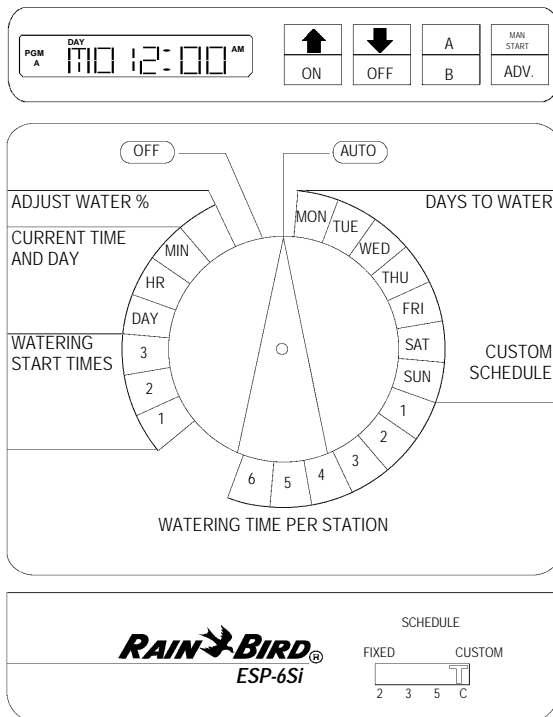 PGM A DAY MO 12:00 AM
A
MAN START
ON
OFF
B
ADV.
OFF
AUTO
ADJUST WATER %
DAYS TO WATER
CURRENT TIME
AND DAY
WATERING
START TIMES
MON
TUE
WED
THU
FRI
SAT
SUN
CUSTOM
SCHEDULE
1
2
3
4
5
6
1
2
3
DAY
HR
MIN
WATERING TIME PER STATION
RAIN BIRD®
ESP-6Si
SCHEDULE
FIXED CUSTOM
2 3 5 C